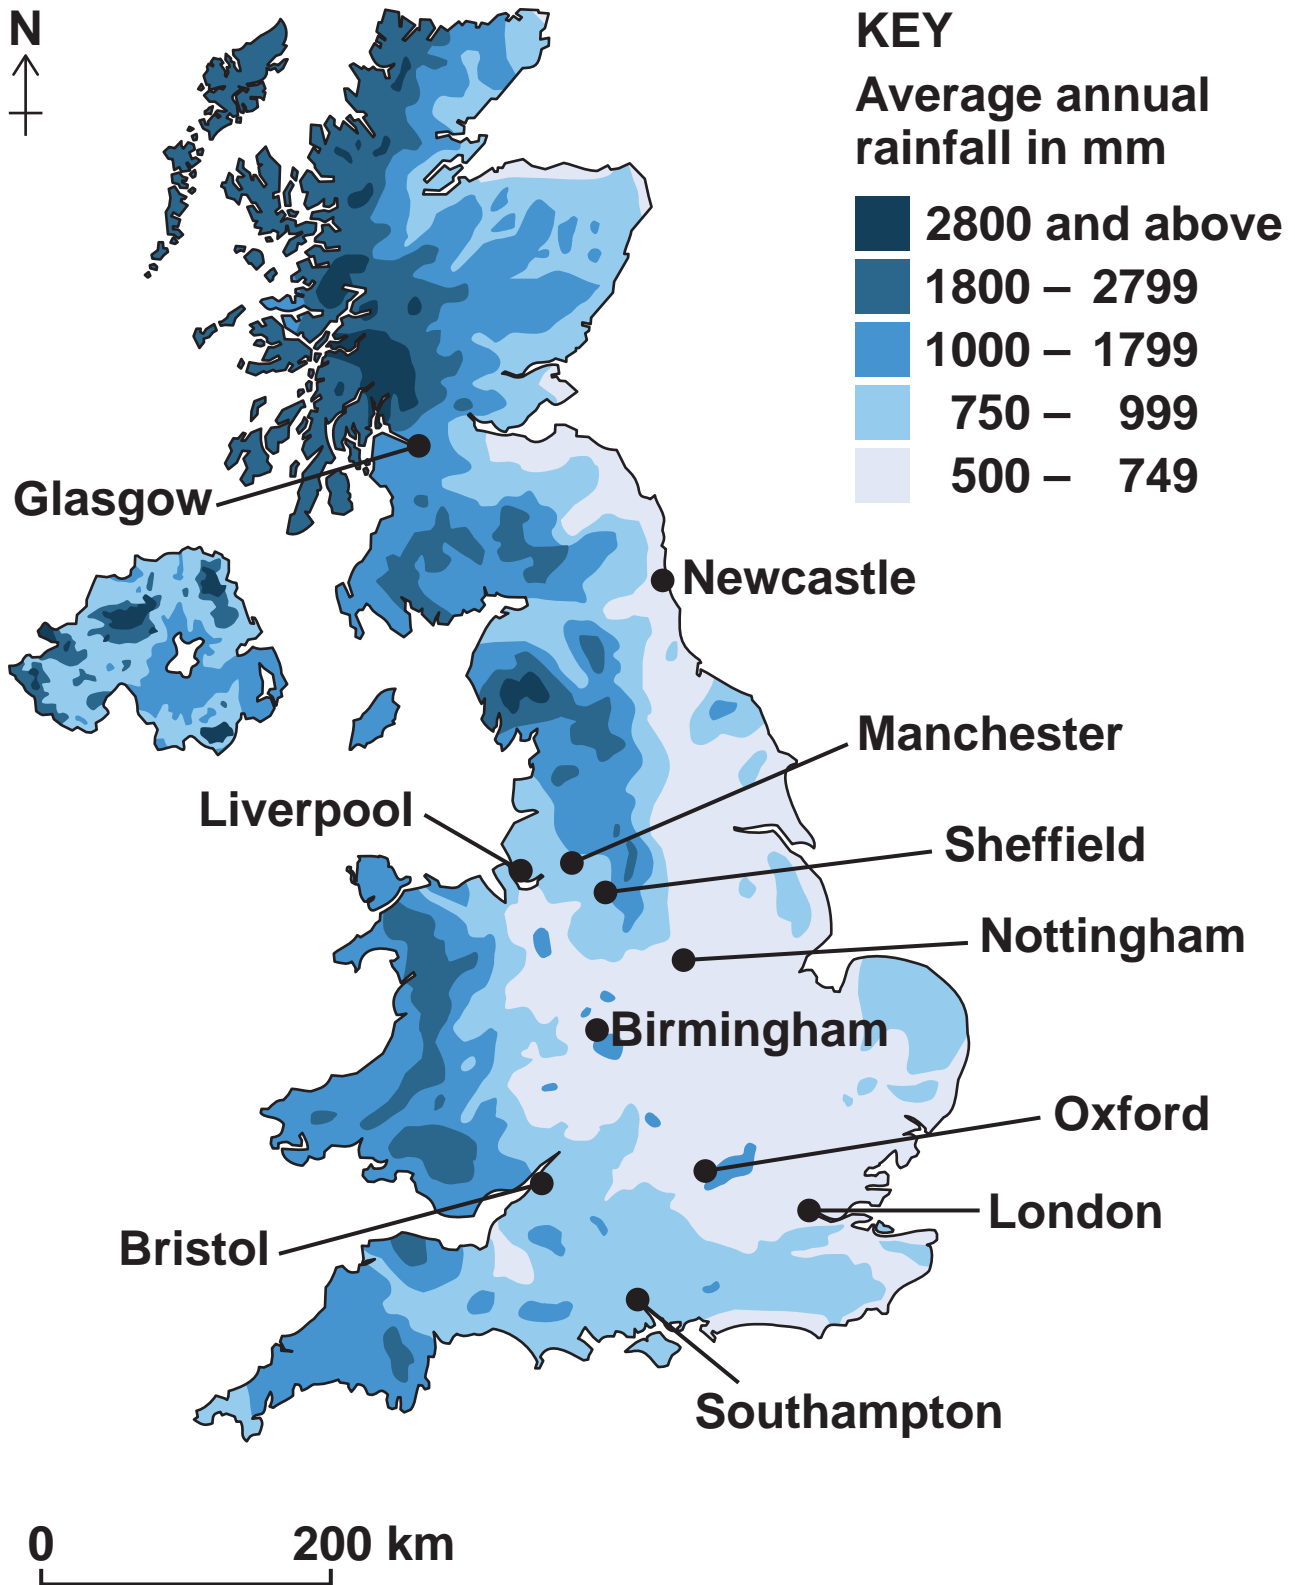 N
KEY
Average annual
rainfall in mm
2800 and above
1800 – 2799
1000 – 1799
750 – 999
500 – 749
Glasgow
Newcastle
Manchester
Liverpool
Sheffield
Nottingham
Birmingham
Oxford
London
Bristol
Southampton
0 200 km